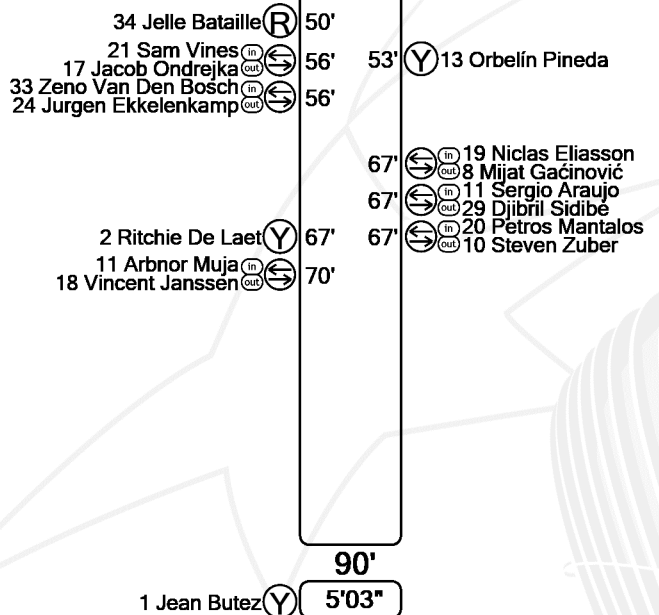 34 Jelle Bataille R 50'
21 Sam Vines in
17 Jacob Ondrejka out 56'
53' Y 13 Orbelín Pineda
33 Zeno Van Den Bosch in
24 Jurgen Ekkelenkamp out 56'
67' in 19 Niclas Eliasson
out 8 Mijat Gaćinović
67' in 11 Sergio Araujo
out 29 Djibril Sidibé
2 Ritchie De Laet Y 67'
67' in 20 Petros Mantalos
out 10 Steven Zuber
11 Arbnor Muja in
18 Vincent Janssen out 70'
90'
1 Jean Butez Y 5'03"